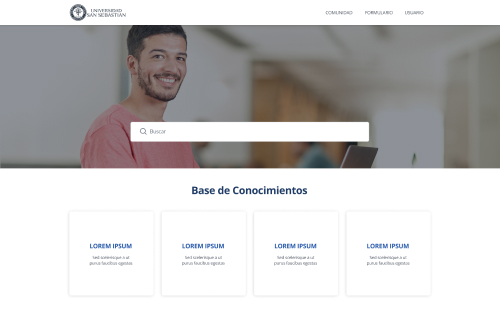 UNIVERSIDAD
SAN SEBASTIÁN
COMUNIDAD FORMULARIO USUARIO
Buscar
Base de Conocimientos
LOREM IPSUM
Sed scelerisque a ut
purus faucibus egestas
LOREM IPSUM
Sed scelerisque a ut
purus faucibus egestas
LOREM IPSUM
Sed scelerisque a ut
purus faucibus egestas
LOREM IPSUM
Sed scelerisque a ut
purus faucibus egestas